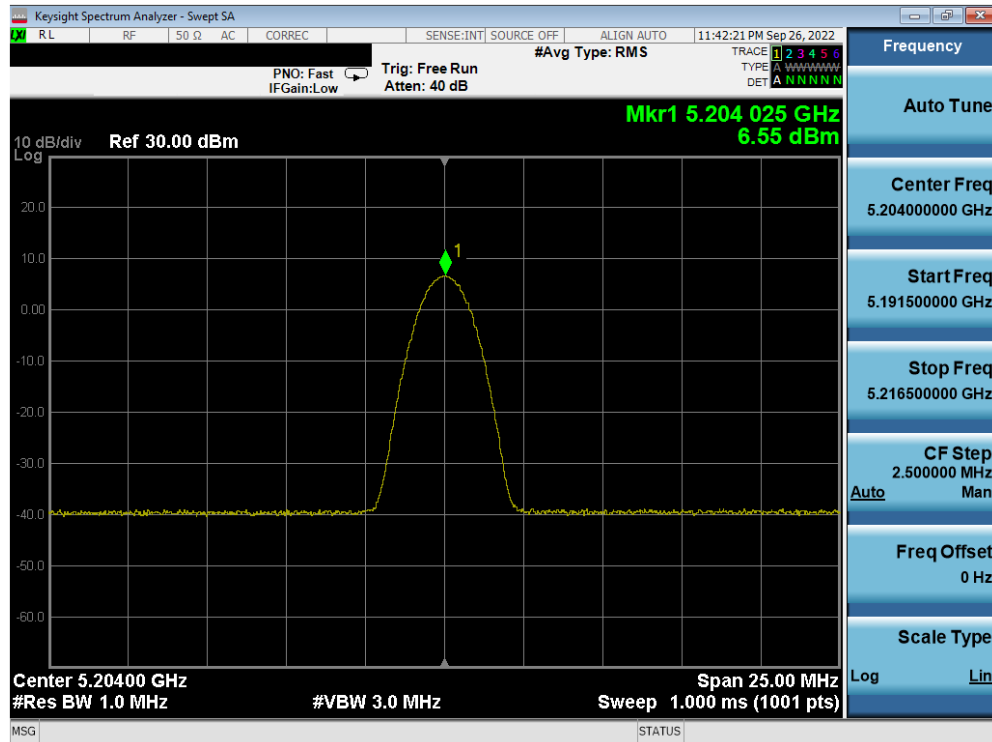 Keysight Spectrum Analyzer - Swept SA
LXI RL RF 50 Ω AC CORREC SENSE:INT SOURCE OFF ALIGN AUTO 11:42:21 PM Sep 26, 2022
#Avg Type: RMS
TRACE 1 2 3 4 5 6
TYPE A WWWWW
DET A N N N N N
PNO: Fast
IFGain:Low
Trig: Free Run
Atten: 40 dB
Mkr1 5.204 025 GHz
6.55 dBm
10 dB/div
Log
Ref 30.00 dBm
20.0
10.0
0.00
-10.0
-20.0
-30.0
-40.0
-50.0
-60.0
1
Center 5.20400 GHz
Span 25.00 MHz
#Res BW 1.0 MHz
#VBW 3.0 MHz
Sweep 1.000 ms (1001 pts)
MSG
STATUS
Frequency
Auto Tune
Center Freq
5.204000000 GHz
Start Freq
5.191500000 GHz
Stop Freq
5.216500000 GHz
CF Step
2.500000 MHz
Auto Man
Freq Offset
0 Hz
Scale Type
Log Lin